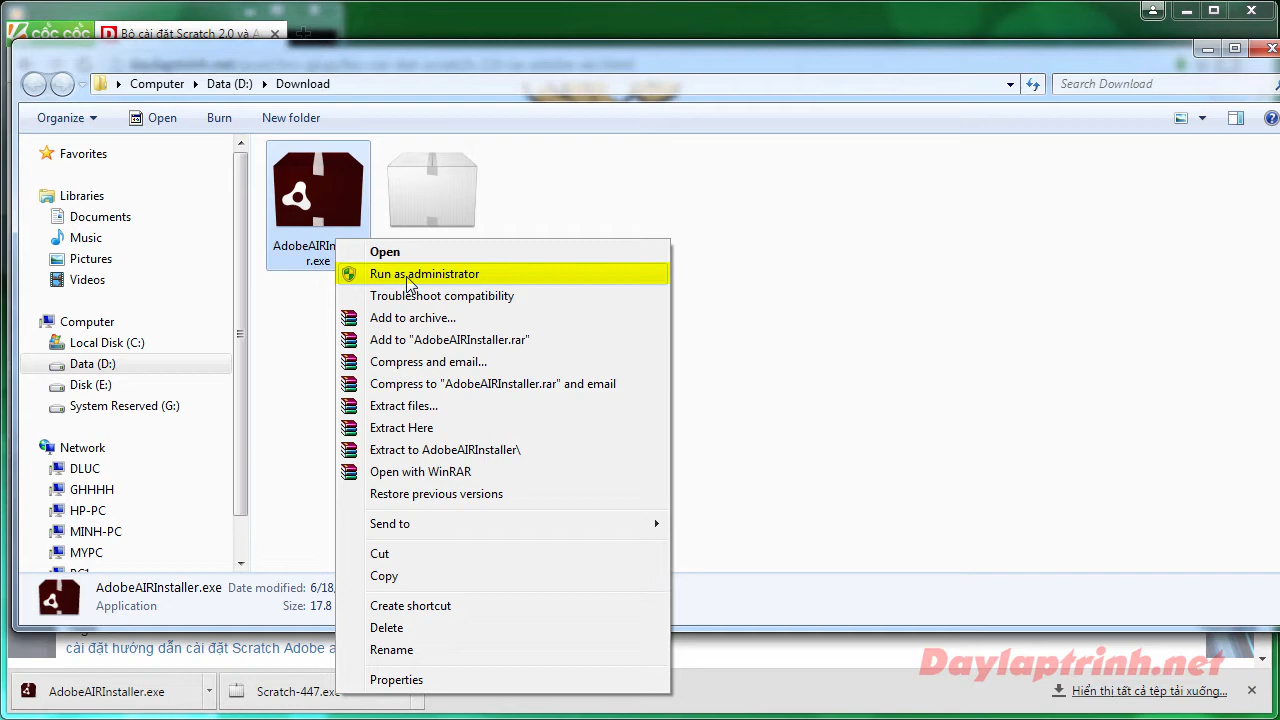 CỐC CỐC
Bộ cài đặt Scratch 2.0 và A
Computer
Data (D:)
Download
Search Download
Organize
Open
Burn
New folder
Favorites
Libraries
Documents
Music
Pictures
Videos
Computer
Local Disk (C:)
Data (D:)
Disk (E:)
System Reserved (G:)
Network
DLUC
GHHHH
HP-PC
MINH-PC
MYPC
AdobeAIRIn
r.exe
Open
Run as administrator
Troubleshoot compatibility
Add to archive...
Add to "AdobeAIRInstaller.rar"
Compress and email...
Compress to "AdobeAIRInstaller.rar" and email
Extract files...
Extract Here
Extract to AdobeAIRInstaller\
Open with WinRAR
Restore previous versions
Send to
Cut
Copy
Create shortcut
Delete
Rename
Properties
AdobeAIRInstaller.exe Date modified: 6/18,
Application Size: 17.8
cài đặt hướng dẫn cài đặt Scratch Adobe a
Daylaptrinh.net
AdobeAIRInstaller.exe
Scratch-447.exe
Hiển thị tất cả tệp tải xuống...